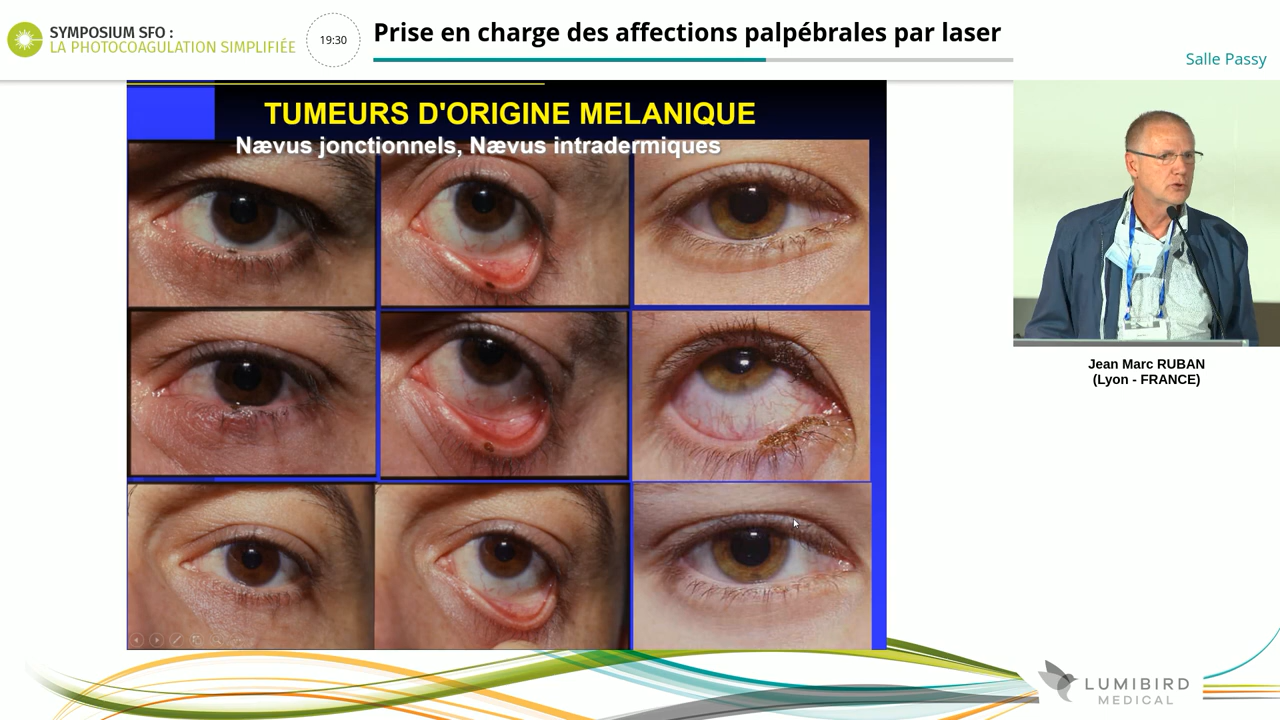 SYMPOSIUM SFO :
LA PHOTOCOAGULATION SIMPLIFIÉE
19:30
Prise en charge des affections palpébrales par laser
Salle Passy
TUMEURS D'ORIGINE MELANIQUE
Nævus jonctionnels, Nævus intradermiques
Jean Marc RUBAN
(Lyon - FRANCE)
LUMIBIRD
MEDICAL